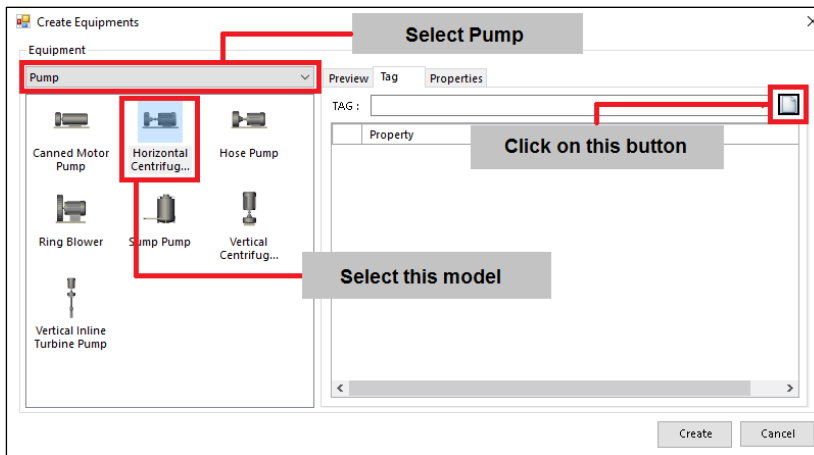 Create Equipments
Select Pump
Equipment
Pump
Preview Tag Properties
TAG :
Property
Click on this button
Canned Motor
Pump
Horizontal
Centrifug...
Hose Pump
Ring Blower
Sump Pump
Vertical
Centrifug...
Select this model
Vertical Inline
Turbine Pump
Create
Cancel